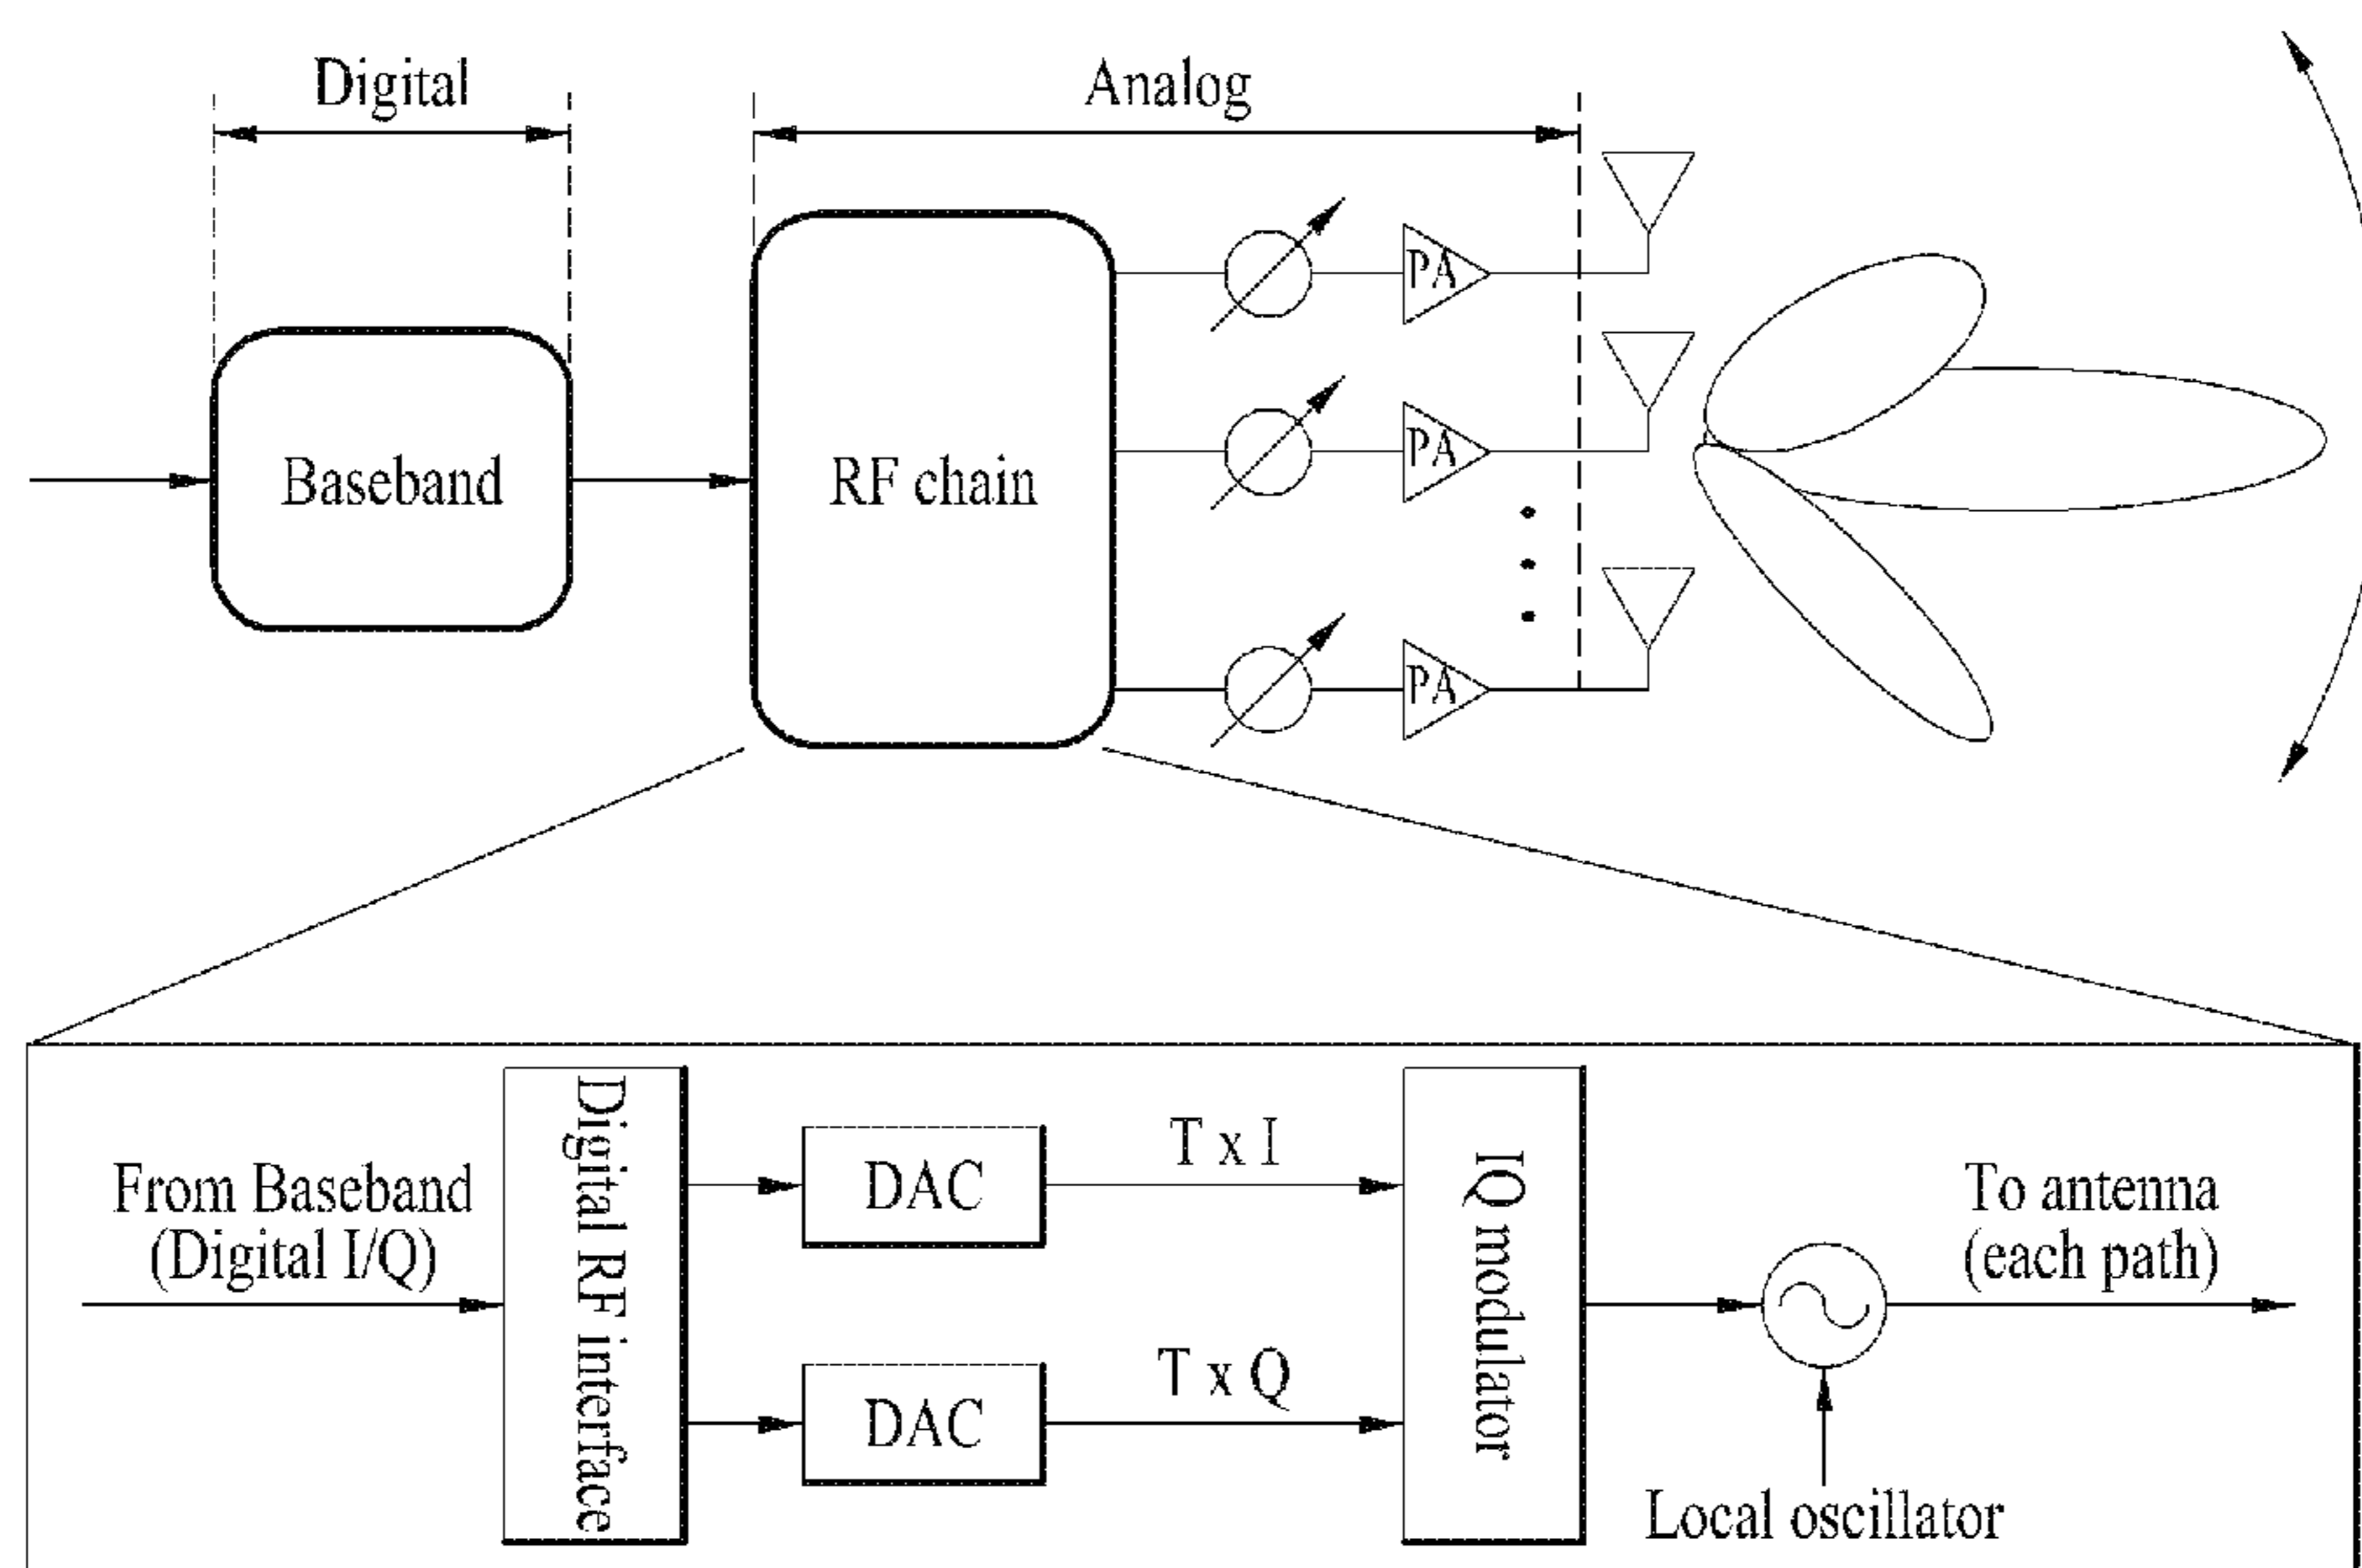 Digital
Analog
PA
Baseband
RF chain
PA
PA
Digital RF interface
From Baseband
(Digital I/Q)
DAC
T x I
DAC
T x Q
IQ modulator
To antenna
(each path)
Local oscillator